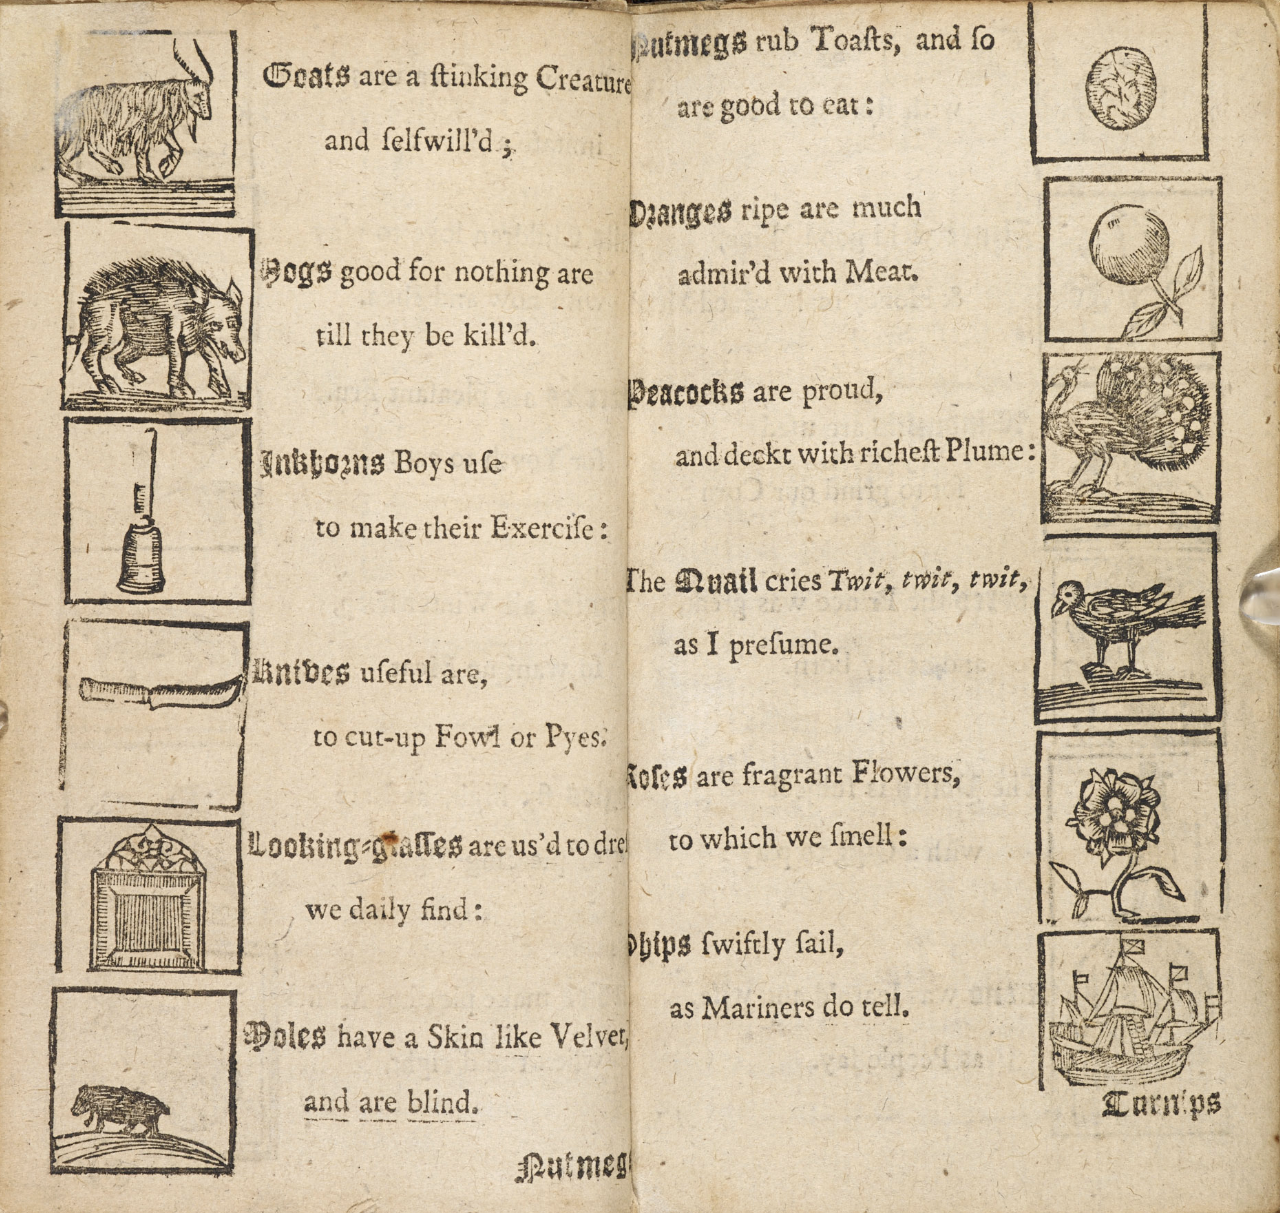 Goats are a ſtinking Creature
and ſelfwill'd ;
Hogs good for nothing are
till they be kill'd.
Inkhorns Boys uſe
to make their Exerciſe :
Knives uſeful are,
to cut-up Fowl or Pyes.
Looking-glaſſes are us'd to dre
we daily find :
Moles have a Skin like Velvet,
and are blind.
Nutmeg
Nutmegs rub Toaſts, and ſo
are good to eat :
Oranges ripe are much
admir'd with Meat.
Peacocks are proud,
and deckt with richeſt Plume :
The Quail cries Twit, twit, twit,
as I preſume.
Roſes are fragrant Flowers,
to which we ſmell :
Ships ſwiftly ſail,
as Mariners do tell.
Turnips